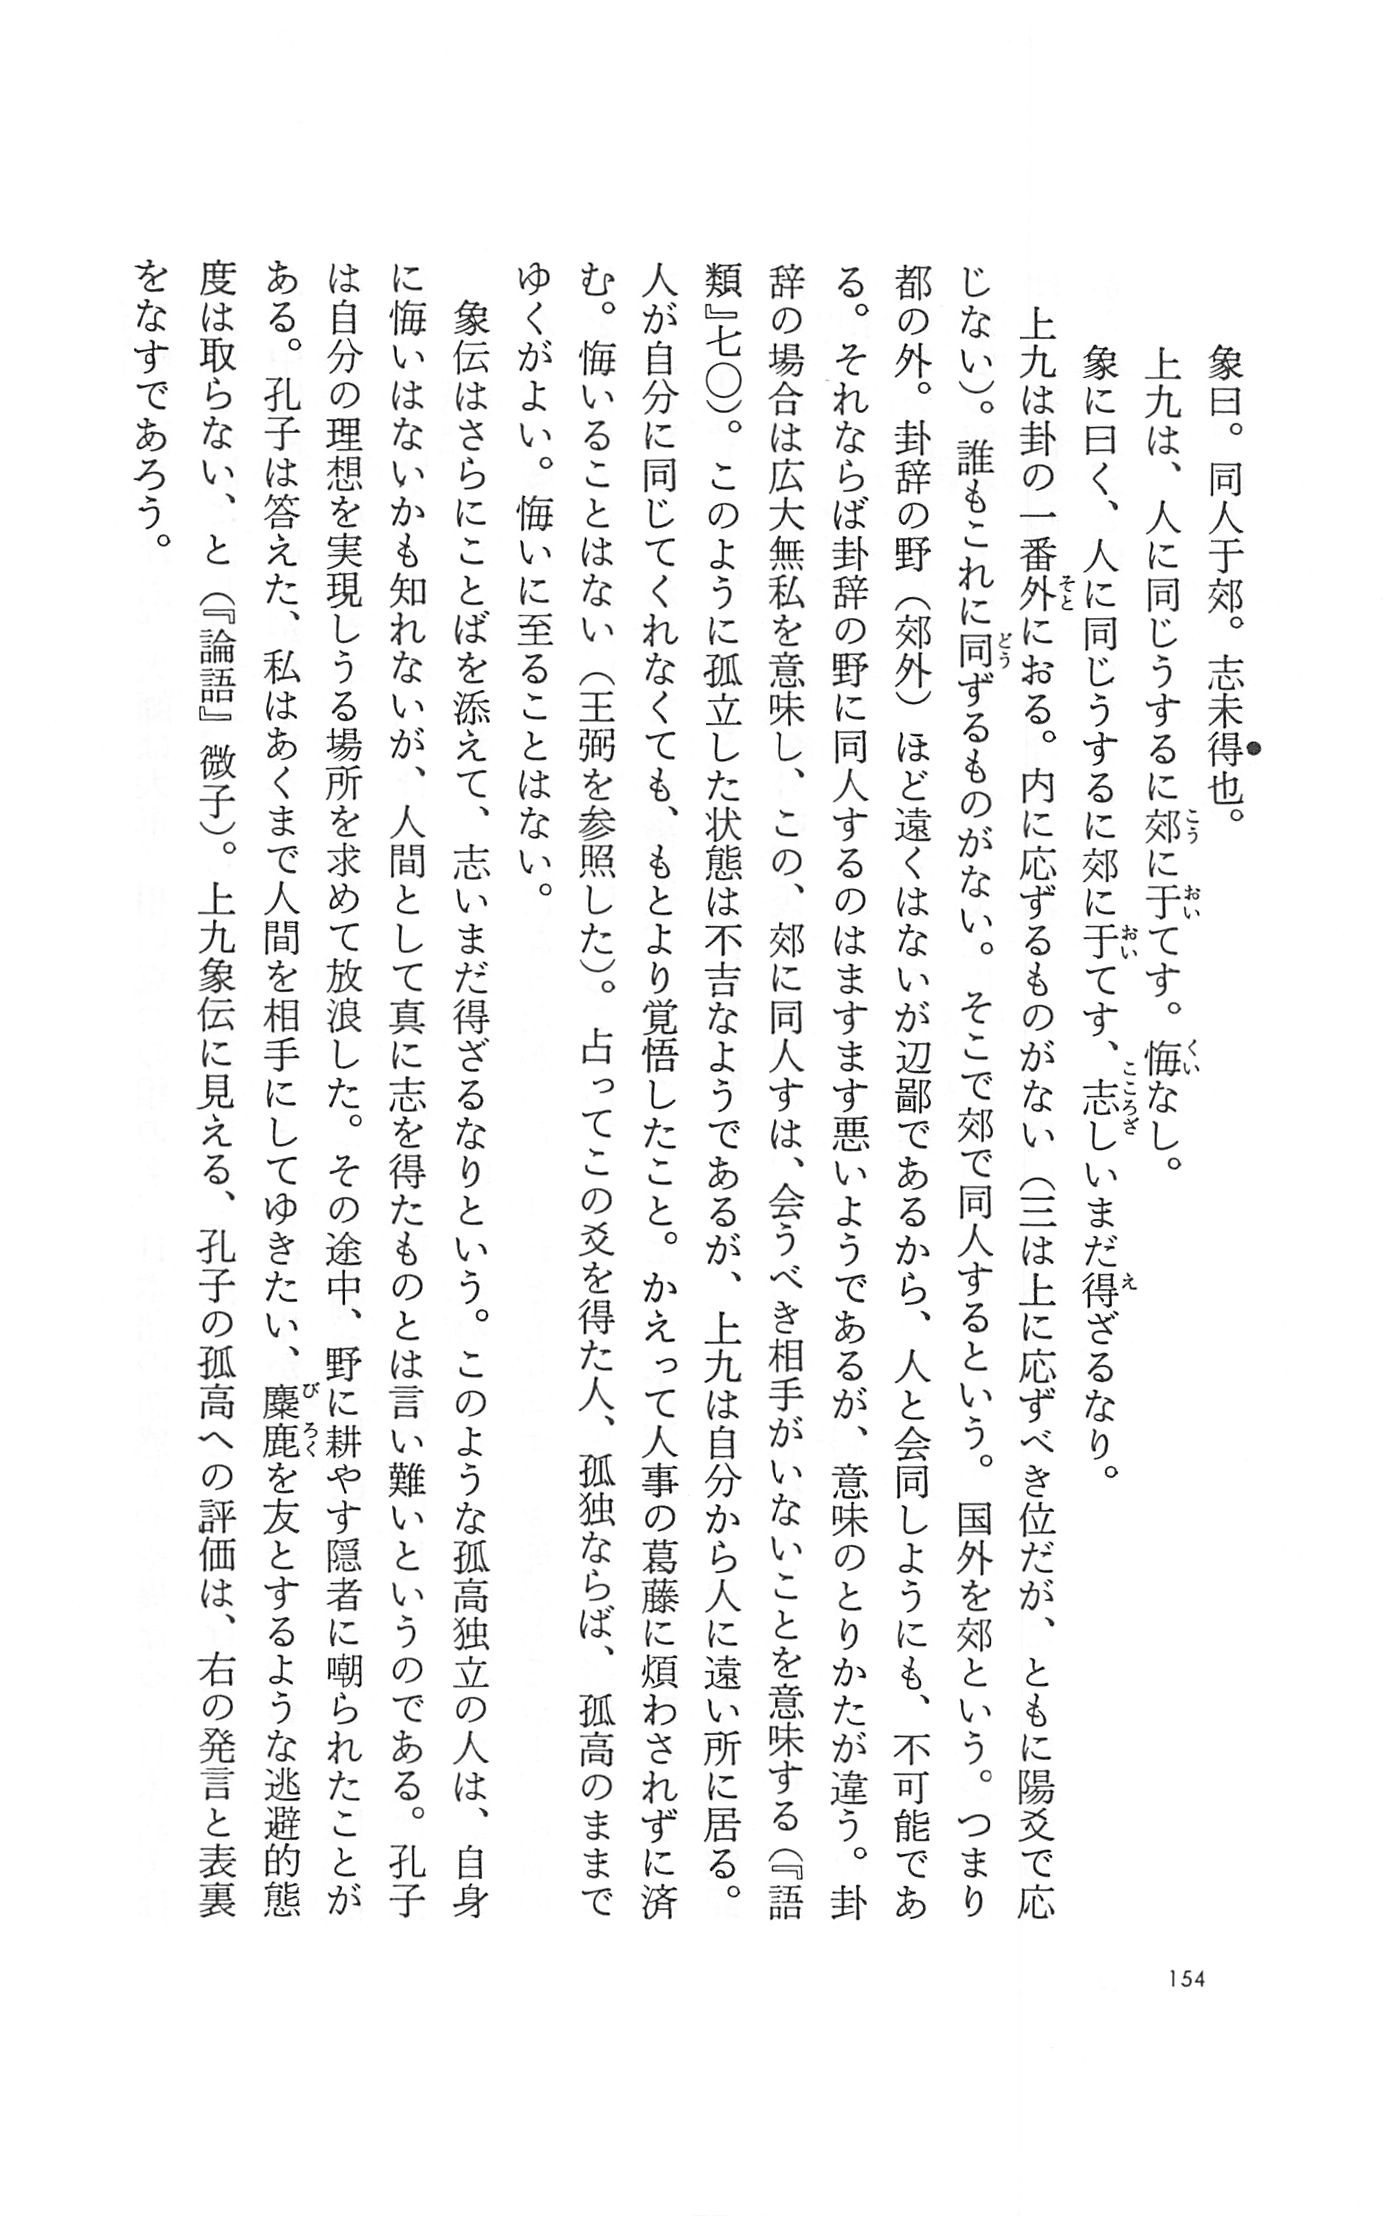 象曰。同人于郊。志未得也。
上九は、人に同じうするに郊に于てす。悔なし。
象に曰く、人に同じうするに郊に于てす、志しいまだ得ざるなり。
上九は卦の一番外におる。内に応ずるものがない（三は上に応ずべき位だが、ともに陽爻で応
じない）。誰もこれに同ずるものがない。そこで郊で同人するという。国外を郊という。つまり
都の外。卦辞の野（郊外）ほど遠くはないが辺鄙であるから、人と会同しようにも、不可能であ
る。それならば卦辞の野に同人するのはますます悪いようであるが、意味のとりかたが違う。卦
辞の場合は広大無私を意味し、この、郊に同人すは、会うべき相手がいないことを意味する（『語
類』七〇）。このように孤立した状態は不吉なようであるが、上九は自分から人に遠い所に居る。
人が自分に同じてくれなくても、もとより覚悟したこと。かえって人事の葛藤に煩わされずに済
む。悔いることはない（王弼を参照した）。占ってこの爻を得た人、孤独ならば、孤高のままで
ゆくがよい。悔いに至ることはない。
象伝はさらにことばを添えて、志いまだ得ざるなりという。このような孤高独立の人は、自身
に悔いはないかも知れないが、人間として真に志を得たものとは言い難いというのである。孔子
は自分の理想を実現しうる場所を求めて放浪した。その途中、野に耕やす隠者に嘲られたことが
ある。孔子は答えた、私はあくまで人間を相手にしてゆきたい、麋鹿を友とするような逃避的態
度は取らない、と（『論語』微子）。上九象伝に見える、孔子の孤高への評価は、右の発言と表裏
をなすであろう。
154